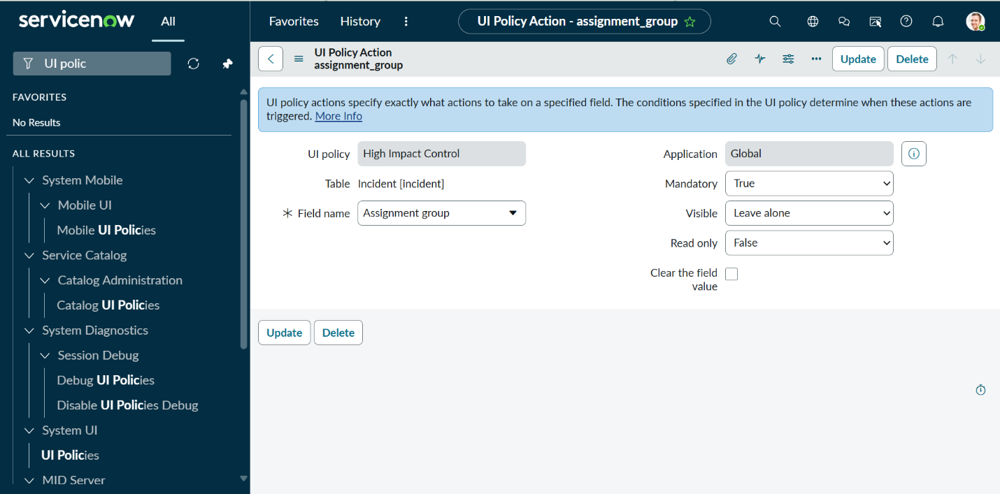 servicenow
All
Favorites
History
UI Policy Action - assignment_group
UI polic
FAVORITES
No Results
ALL RESULTS
System Mobile
Mobile UI
Mobile UI Policies
Service Catalog
Catalog Administration
Catalog UI Policies
System Diagnostics
Session Debug
Debug UI Policies
Disable UI Policies Debug
System UI
UI Policies
MID Server
UI Policy Action
assignment_group
Update
Delete
UI policy actions specify exactly what actions to take on a specified field. The conditions specified in the UI policy determine when these actions are
triggered. More Info
UI policy High Impact Control
Table Incident [incident]
Field name Assignment group
Application Global
Mandatory True
Visible Leave alone
Read only False
Clear the field
value
Update
Delete